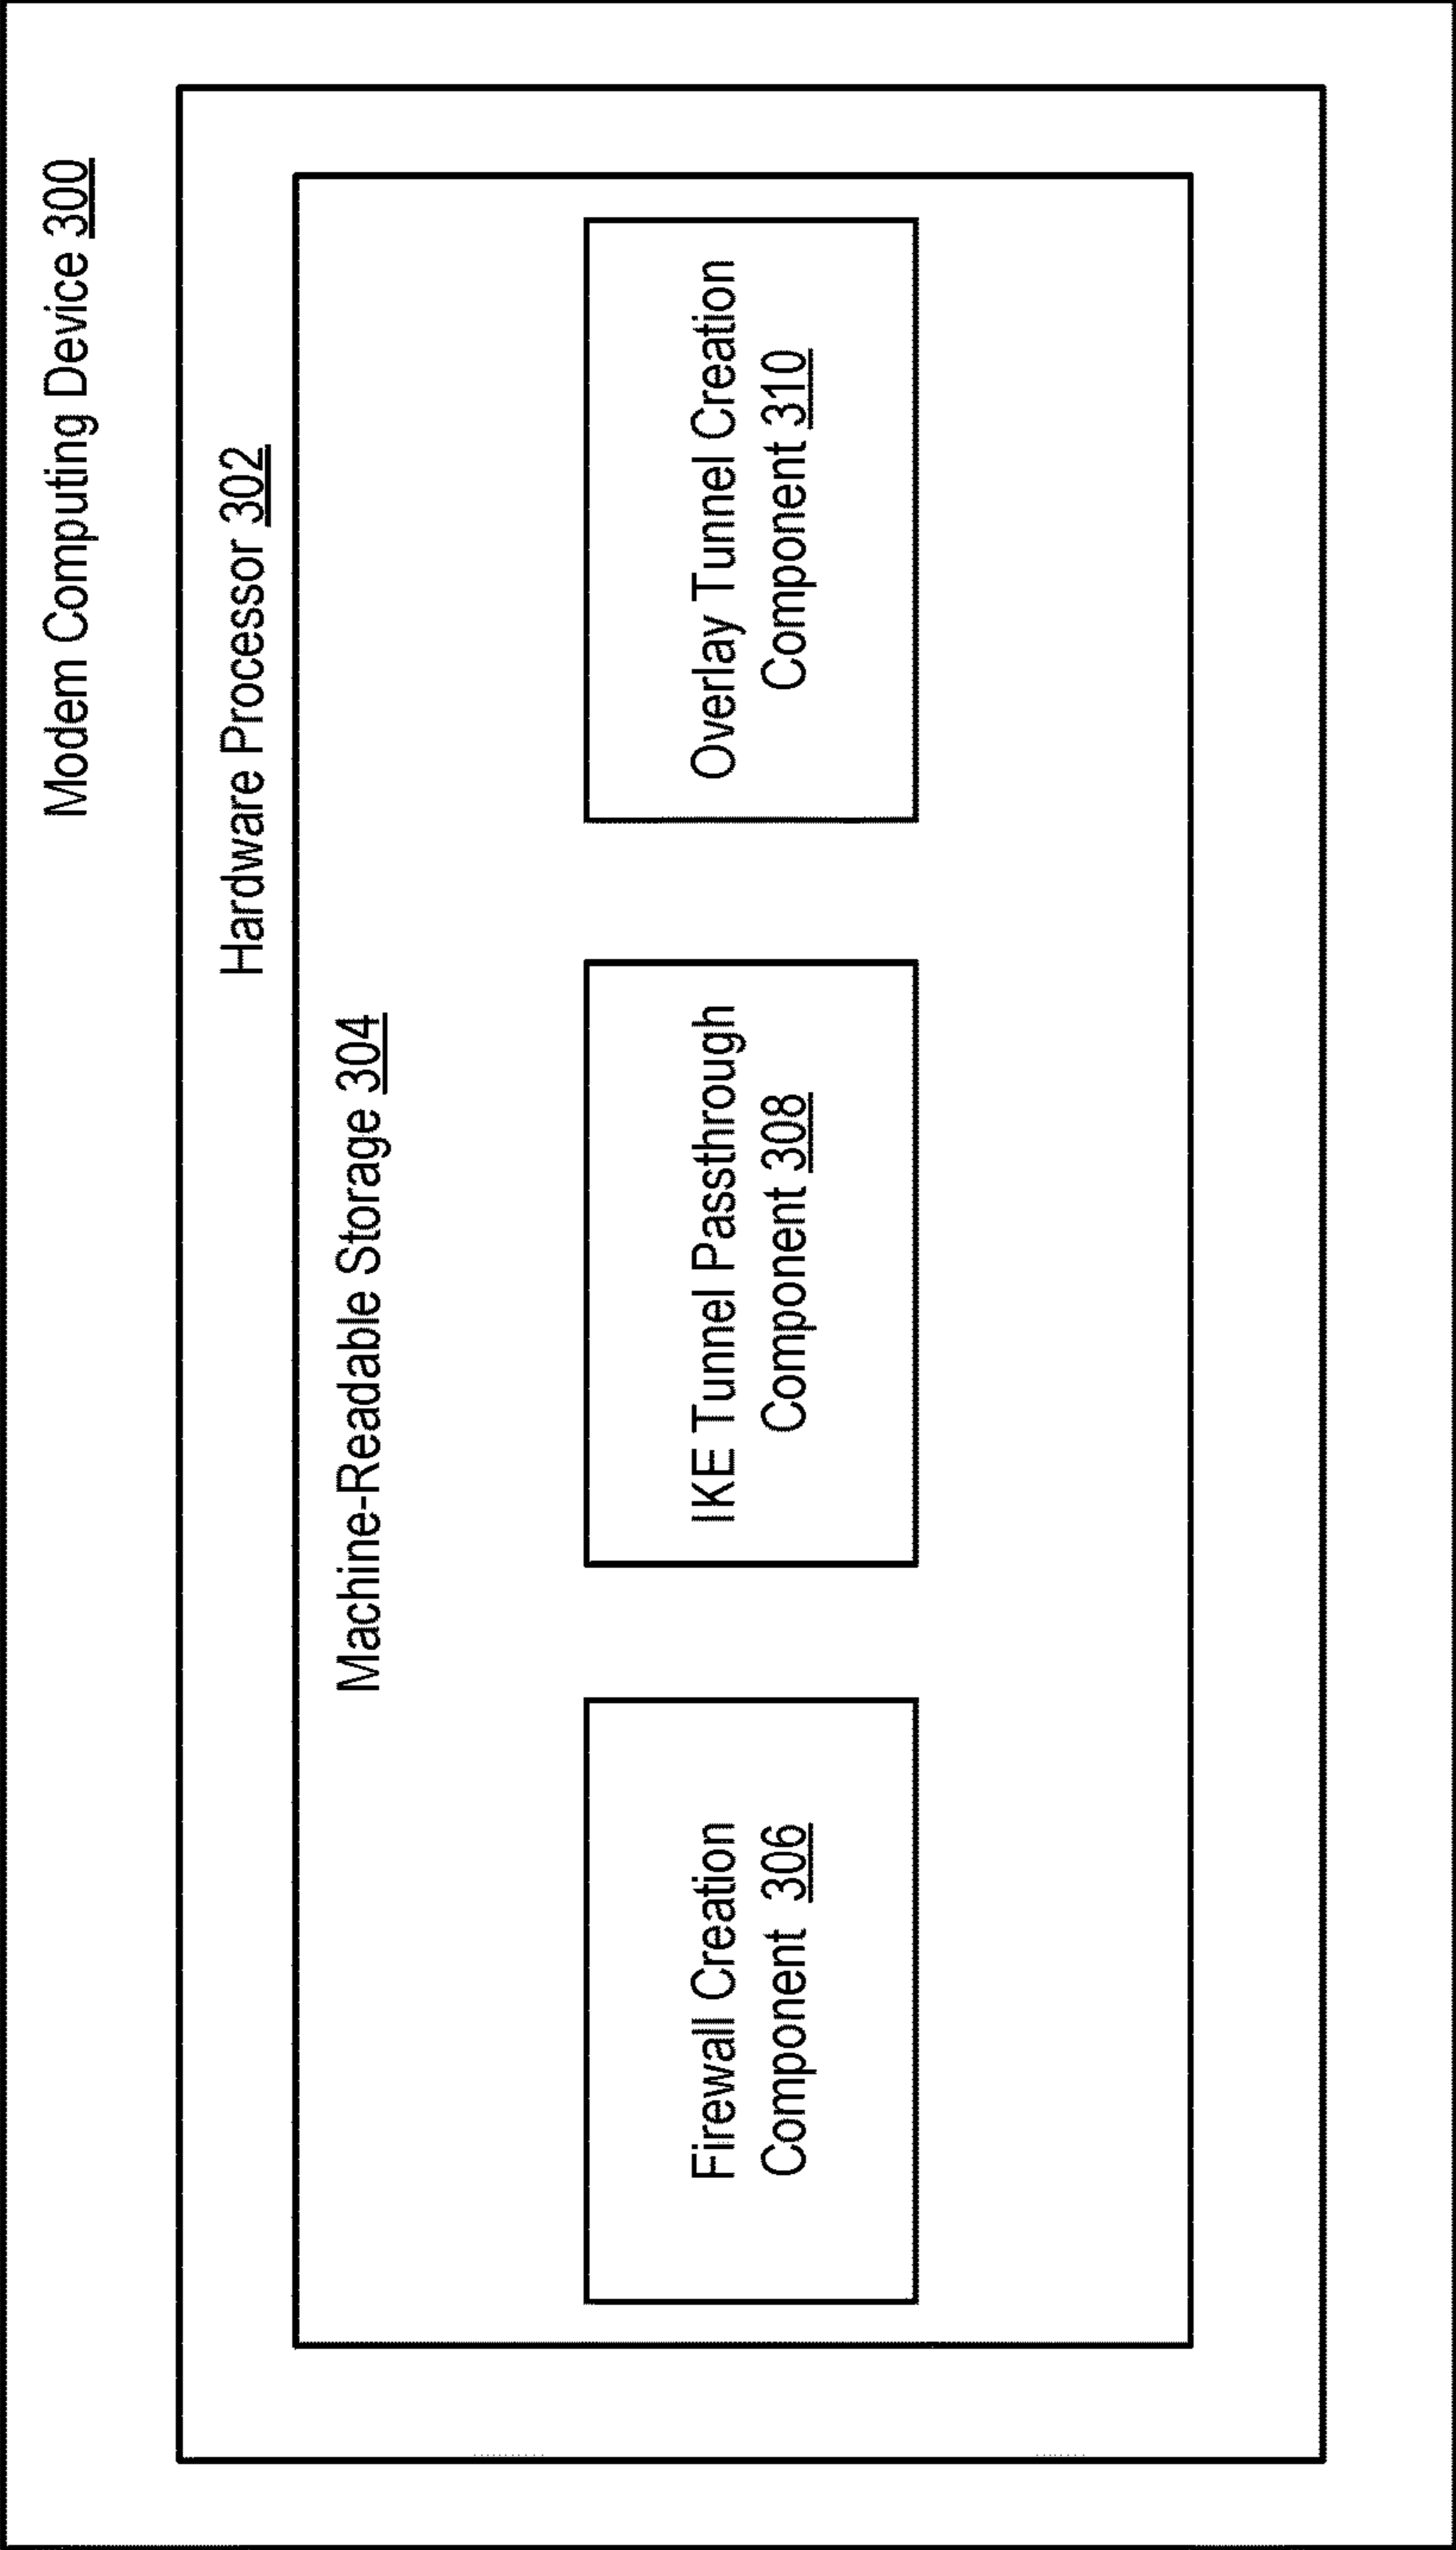 Modem Computing Device 300
Hardware Processor 302
Machine-Readable Storage 304
Firewall Creation
Component 306
IKE Tunnel Passthrough
Component 308
Overlay Tunnel Creation
Component 310